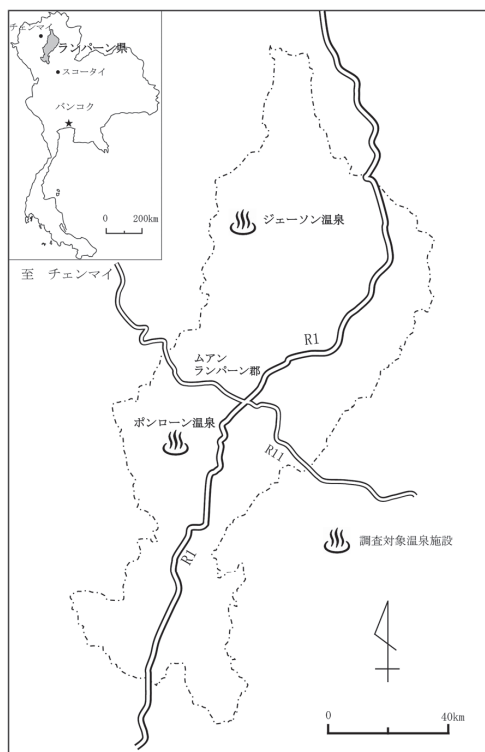 チェンマイ
ランパーン県
スコータイ
バンコク
0 200km
至 チェンマイ
ジェーソン温泉
R1
ムアン
ランパーン郡
ポンローン温泉
R11
R1
調査対象温泉施設
0 40km